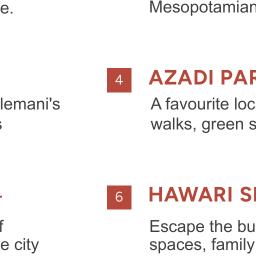 e.
Mesopotamian
4 AZADI PAR
lemani's
A favourite loc
s
walks, green s
6 HAWARI S
f
Escape the bu
e city
spaces, family